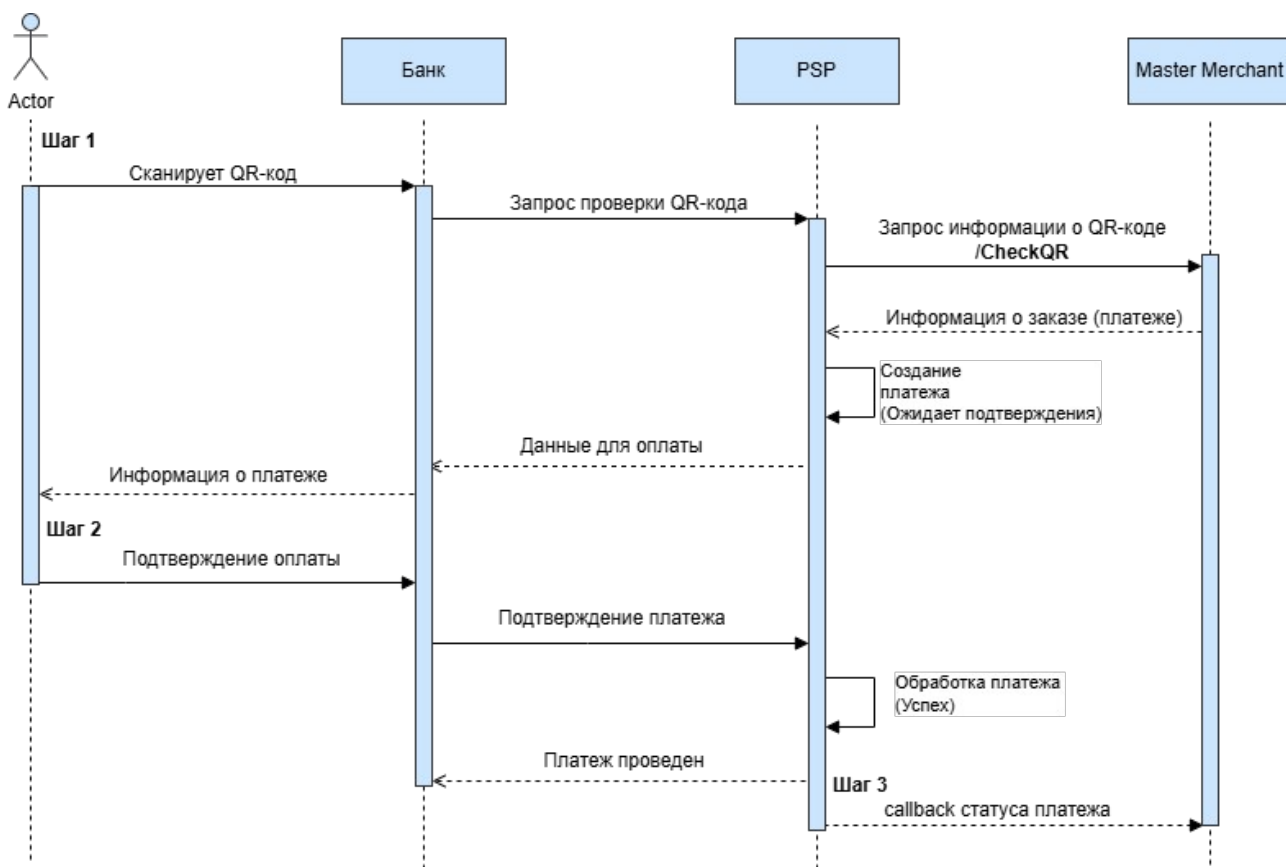 Actor
Банк
PSP
Master Merchant
Шаг 1
Сканирует QR-код
Запрос проверки QR-кода
Запрос информации о QR-коде
/CheckQR
Информация о заказе (платеже)
Создание
платежа
(Ожидает подтверждения)
Данные для оплаты
Информация о платеже
Шаг 2
Подтверждение оплаты
Подтверждение платежа
Обработка платежа
(Успех)
Платеж проведен
Шаг 3
callback статуса платежа